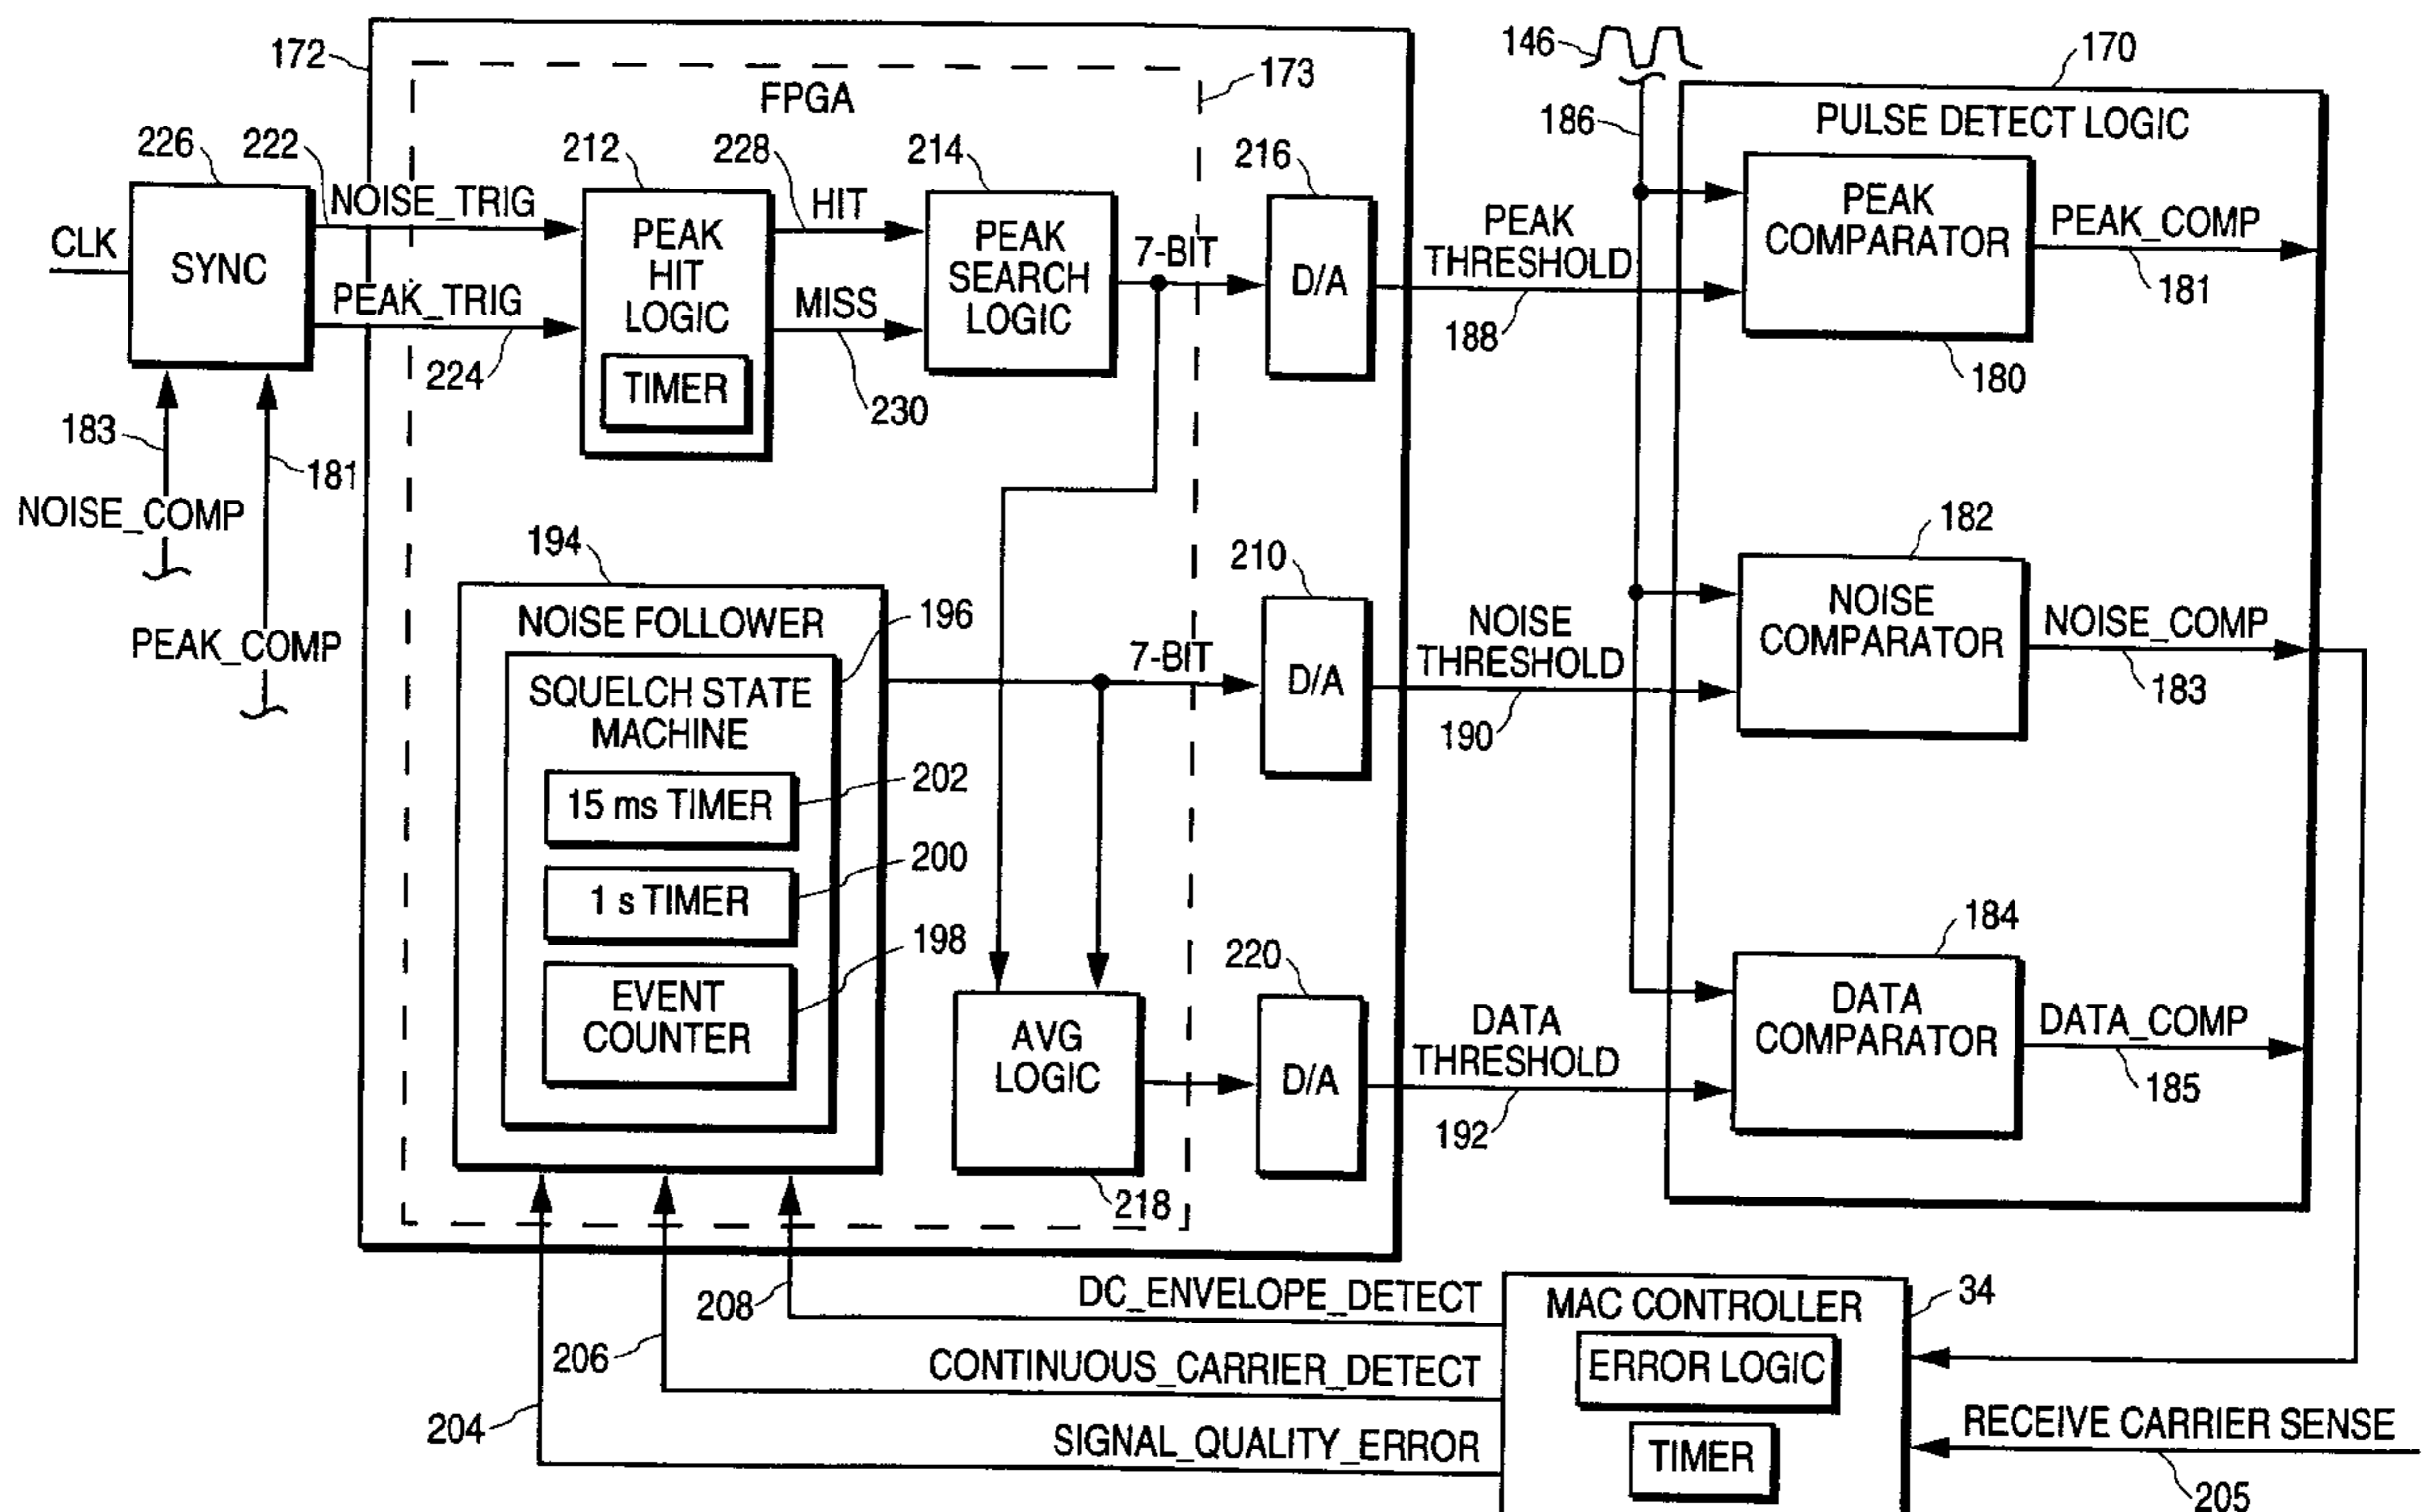 172
FPGA
173
146
170
186
PULSE DETECT LOGIC
226
222
212
228
214
216
CLK
SYNC
NOISE_TRIG
PEAK_TRIG
224
PEAK
HIT
LOGIC
TIMER
HIT
MISS
230
PEAK
SEARCH
LOGIC
7-BIT
D/A
PEAK
THRESHOLD
188
PEAK
COMPARATOR
180
PEAK_COMP
181
183
181
NOISE_COMP
PEAK_COMP
194
NOISE FOLLOWER
196
SQUELCH STATE
MACHINE
15 ms TIMER
202
1 s TIMER
200
EVENT
COUNTER
198
7-BIT
210
D/A
NOISE
THRESHOLD
190
182
NOISE
COMPARATOR
NOISE_COMP
183
AVG
LOGIC
218
220
D/A
DATA
THRESHOLD
192
184
DATA
COMPARATOR
DATA_COMP
185
208
DC_ENVELOPE_DETECT
206
CONTINUOUS_CARRIER_DETECT
204
SIGNAL_QUALITY_ERROR
MAC CONTROLLER
34
ERROR LOGIC
TIMER
RECEIVE CARRIER SENSE
205